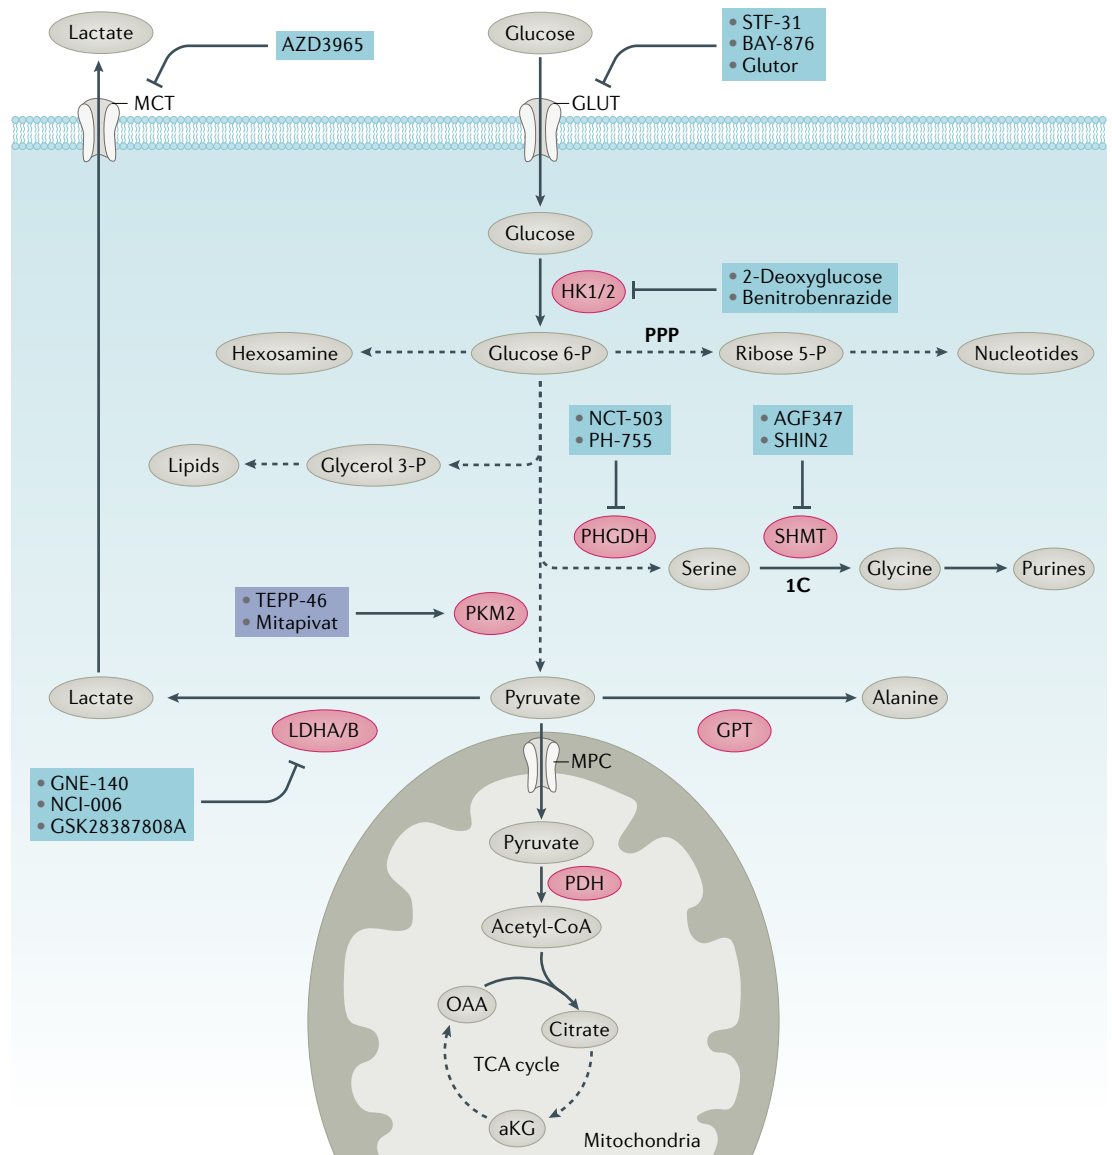 Lactate
AZD3965
Glucose
• STF-31
• BAY-876
• Glutor
MCT
GLUT
Glucose
HK1/2
• 2-Deoxyglucose
• Benitrobenrazide
Hexosamine
Glucose 6-P
PPP
Ribose 5-P
Nucleotides
• NCT-503
• PH-755
• AGF347
• SHIN2
Lipids
Glycerol 3-P
PHGDH
SHMT
Serine
1C
Glycine
Purines
• TEPP-46
• Mitapivat
PKM2
Lactate
Pyruvate
Alanine
LDHA/B
GPT
MPC
• GNE-140
• NCI-006
• GSK28387808A
Pyruvate
PDH
Acetyl-CoA
OAA
Citrate
TCA cycle
aKG
Mitochondria